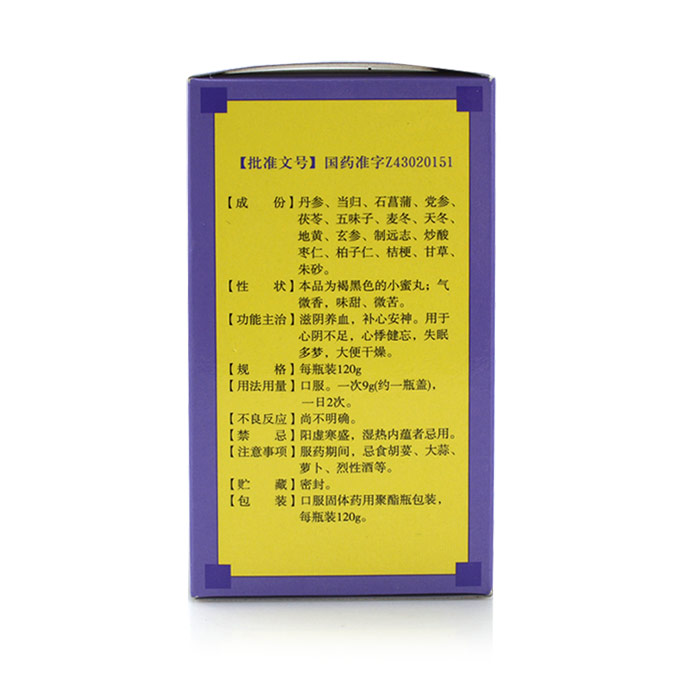 【批准文号】国药准字Z43020151
【成　份】丹参、当归、石菖蒲、党参、
茯苓、五味子、麦冬、天冬、
地黄、玄参、制远志、炒酸
枣仁、柏子仁、桔梗、甘草、
朱砂。
【性　状】本品为褐黑色的小蜜丸；气
微香，味甜、微苦。
【功能主治】滋阴养血，补心安神。用于
心阴不足，心悸健忘，失眠
多梦，大便干燥。
【规　格】每瓶装120g
【用法用量】口服。一次9g(约一瓶盖)，
一日2次。
【不良反应】尚不明确。
【禁　忌】阳虚寒盛，湿热内蕴者忌用。
【注意事项】服药期间，忌食胡荽、大蒜、
萝卜、烈性酒等。
【贮　藏】密封。
【包　装】口服固体药用聚酯瓶包装，
每瓶装120g。